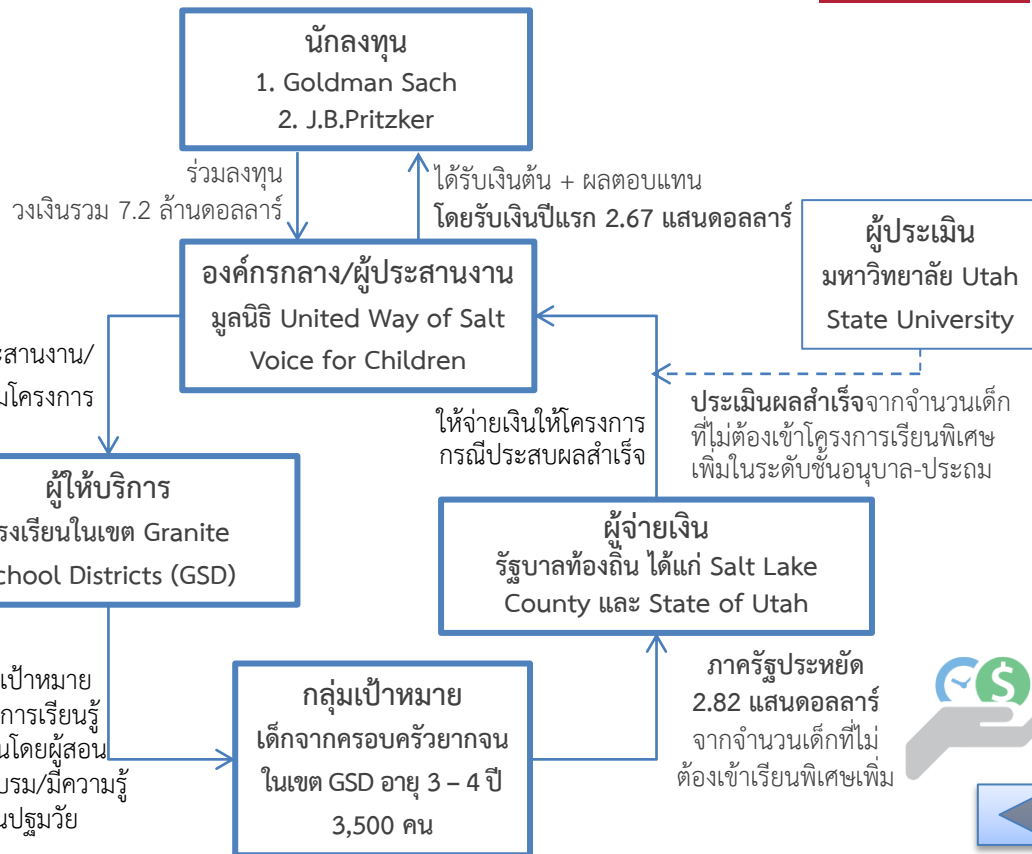 นักลงทุน
1. Goldman Sach
2. J.B.Pritzker
ร่วมลงทุน
วงเงินรวม 7.2 ล้านดอลลาร์
ได้รับเงินต้น + ผลตอบแทน
โดยรับเงินปีแรก 2.67 แสนดอลลาร์
ผู้ประเมิน
มหาวิทยาลัย Utah
State University
องค์กรกลาง/ผู้ประสานงาน
มูลนิธิ United Way of Salt
Voice for Children
ะสานงาน/
มโครงการ
ให้จ่ายเงินให้โครงการ
กรณีประสบผลสำเร็จ
ประเมินผลสำเร็จจากจำนวนเด็ก
ที่ไม่ต้องเข้าโครงการเรียนพิเศษ
เพิ่มในระดับชั้นอนุบาล-ประถม
ผู้ให้บริการ
รงเรียนในเขต Granite
chool Districts (GSD)
ผู้จ่ายเงิน
รัฐบาลท้องถิ่น ได้แก่ Salt Lake
County และ State of Utah
เป้าหมาย
การเรียนรู้
นโดยผู้สอน
บรม/มีความรู้
นปฐมวัย
กลุ่มเป้าหมาย
เด็กจากครอบครัวยากจน
ในเขต GSD อายุ 3 – 4 ปี
3,500 คน
ภาครัฐประหยัด
2.82 แสนดอลลาร์
จากจำนวนเด็กที่ไม่
ต้องเข้าเรียนพิเศษเพิ่ม
$